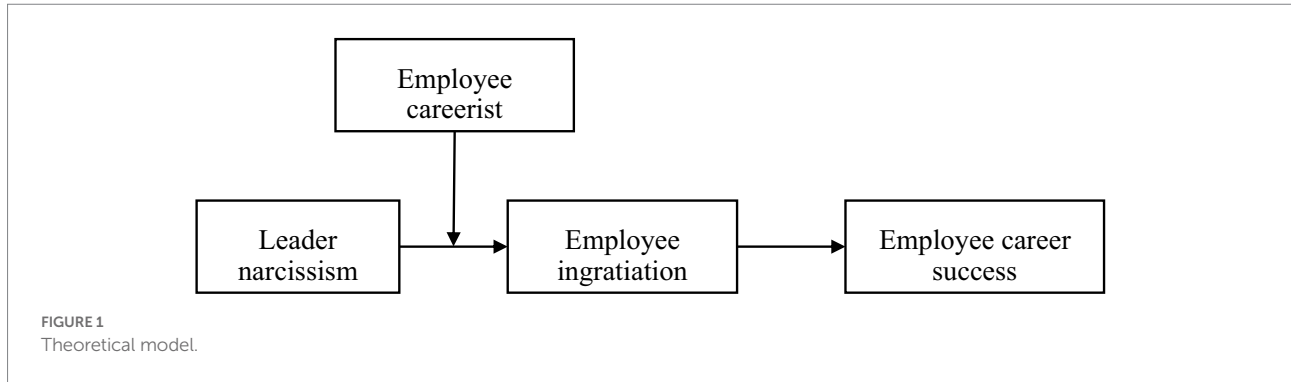 Employee
careerist
Leader
narcissism
Employee
ingratiation
Employee career
success
FIGURE 1
Theoretical model.